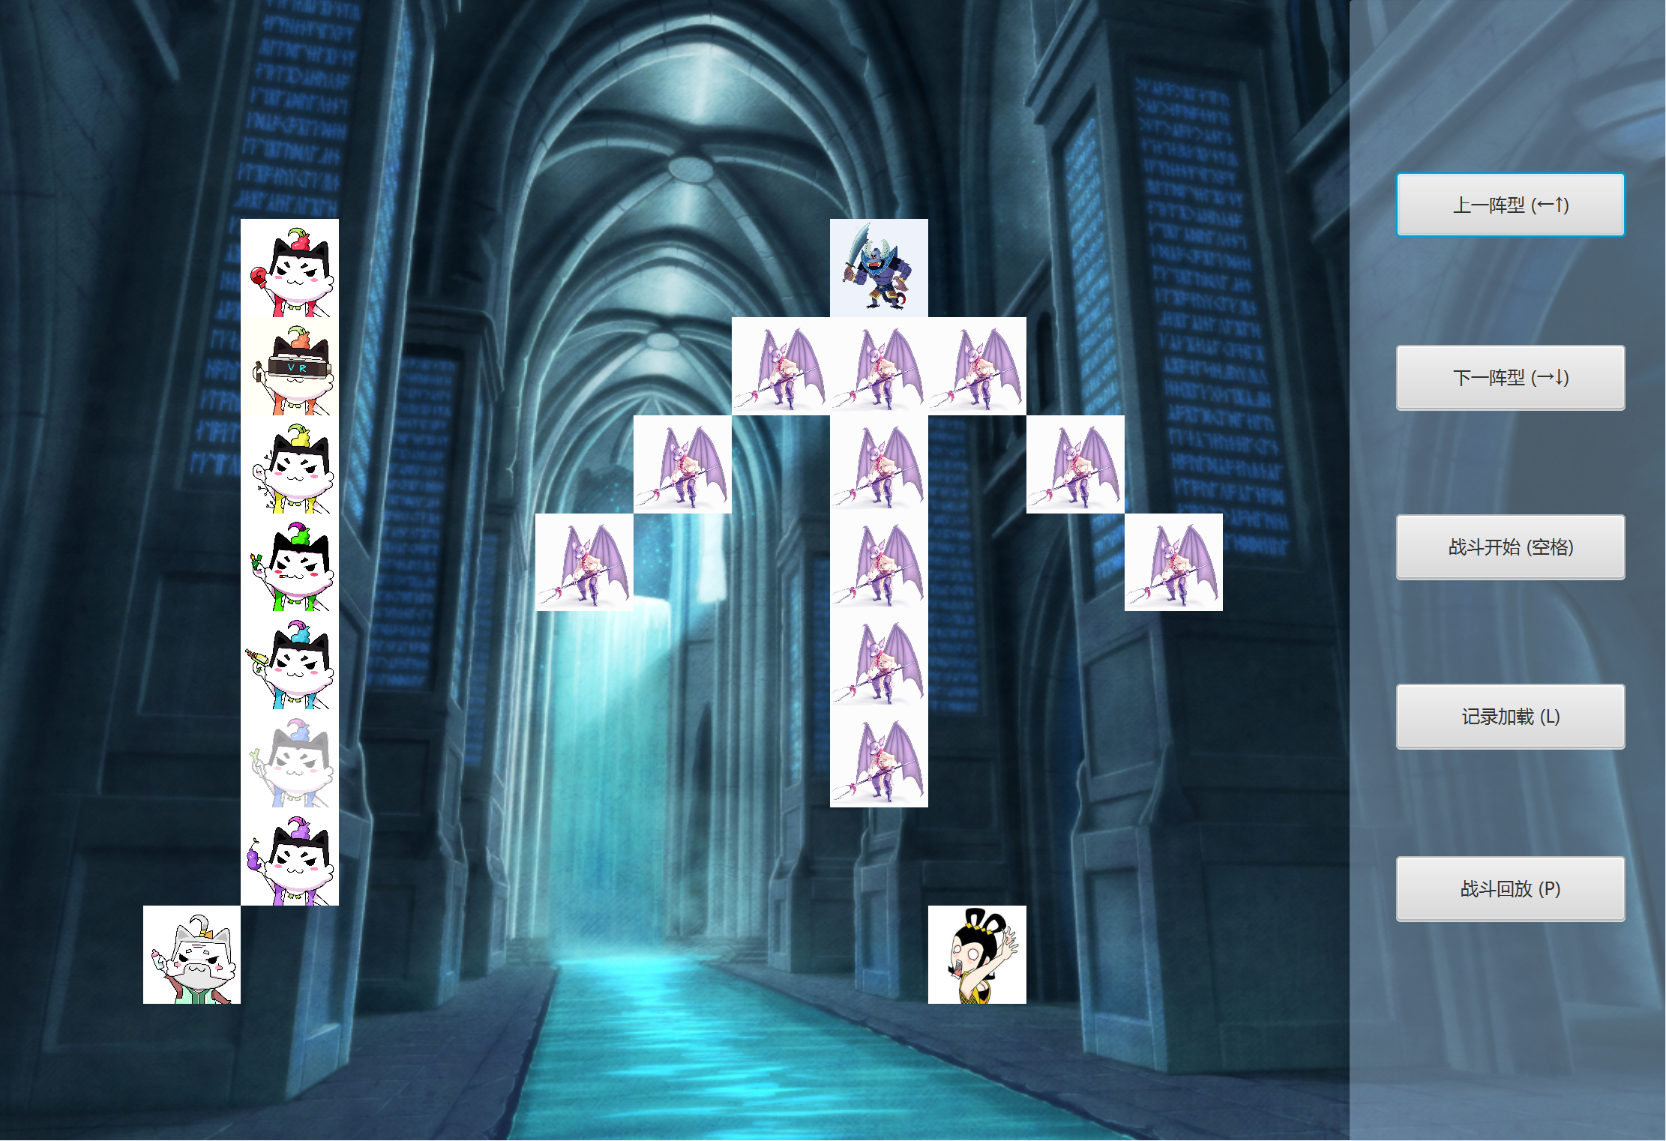 上一阵型 (←↑)
VR
下一阵型 (→↓)
战斗开始 (空格)
记录加载 (L)
战斗回放 (P)